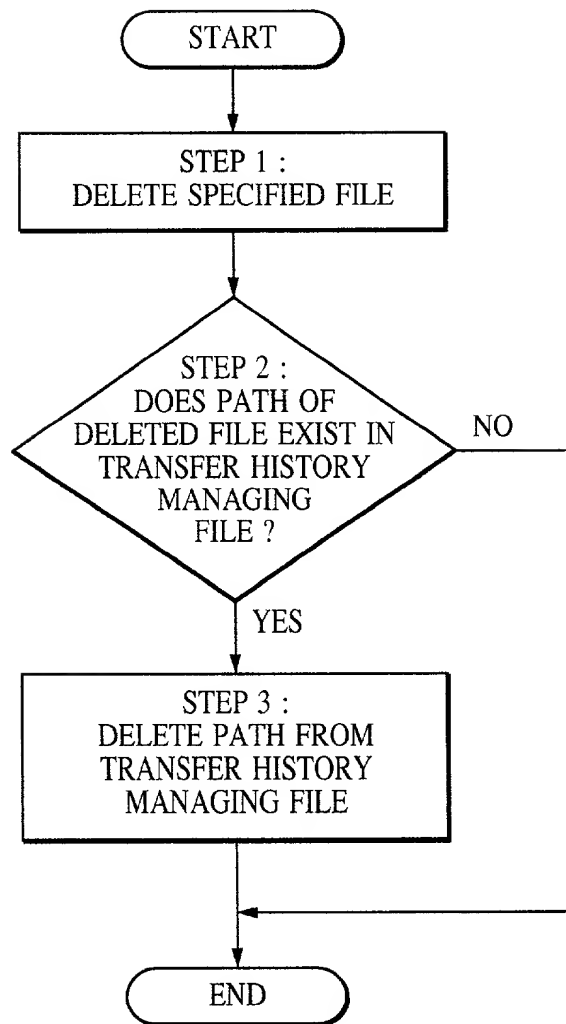 START
STEP 1 :
DELETE SPECIFIED FILE
STEP 2 :
DOES PATH OF
DELETED FILE EXIST IN
TRANSFER HISTORY
MANAGING
FILE ?
NO
YES
STEP 3 :
DELETE PATH FROM
TRANSFER HISTORY
MANAGING FILE
END